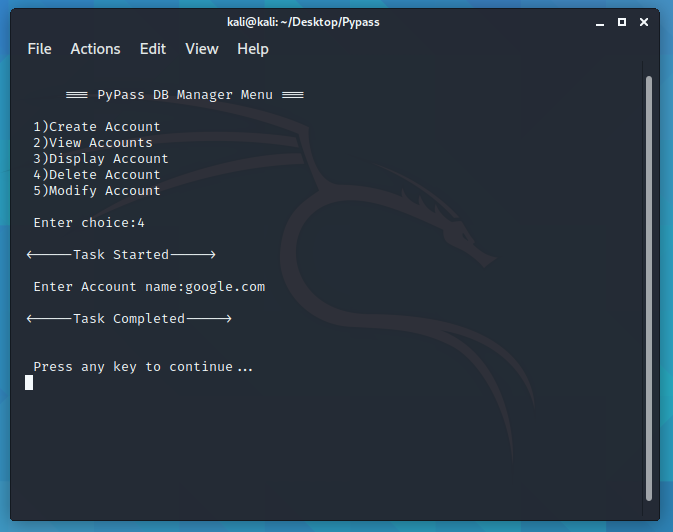 kali@kali: ~/Desktop/Pypass
File Actions Edit View Help
=== PyPass DB Manager Menu ===
1)Create Account
2)View Accounts
3)Display Account
4)Delete Account
5)Modify Account
Enter choice:4
<-----Task Started----->
Enter Account name:google.com
<-----Task Completed----->
Press any key to continue...